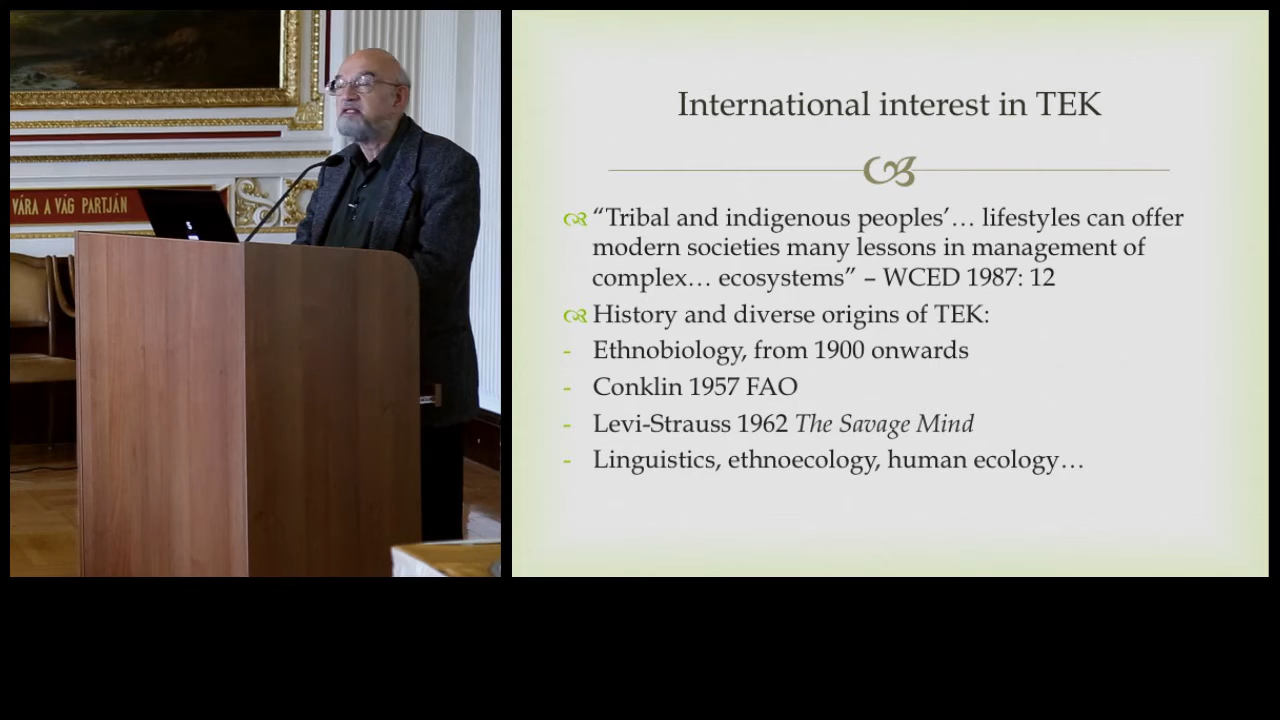 VÁRA A VÁG PARTJÁN
International interest in TEK
“Tribal and indigenous peoples’… lifestyles can offer
modern societies many lessons in management of
complex… ecosystems” – WCED 1987: 12
History and diverse origins of TEK:
- Ethnobiology, from 1900 onwards
- Conklin 1957 FAO
- Levi-Strauss 1962 The Savage Mind
- Linguistics, ethnoecology, human ecology…